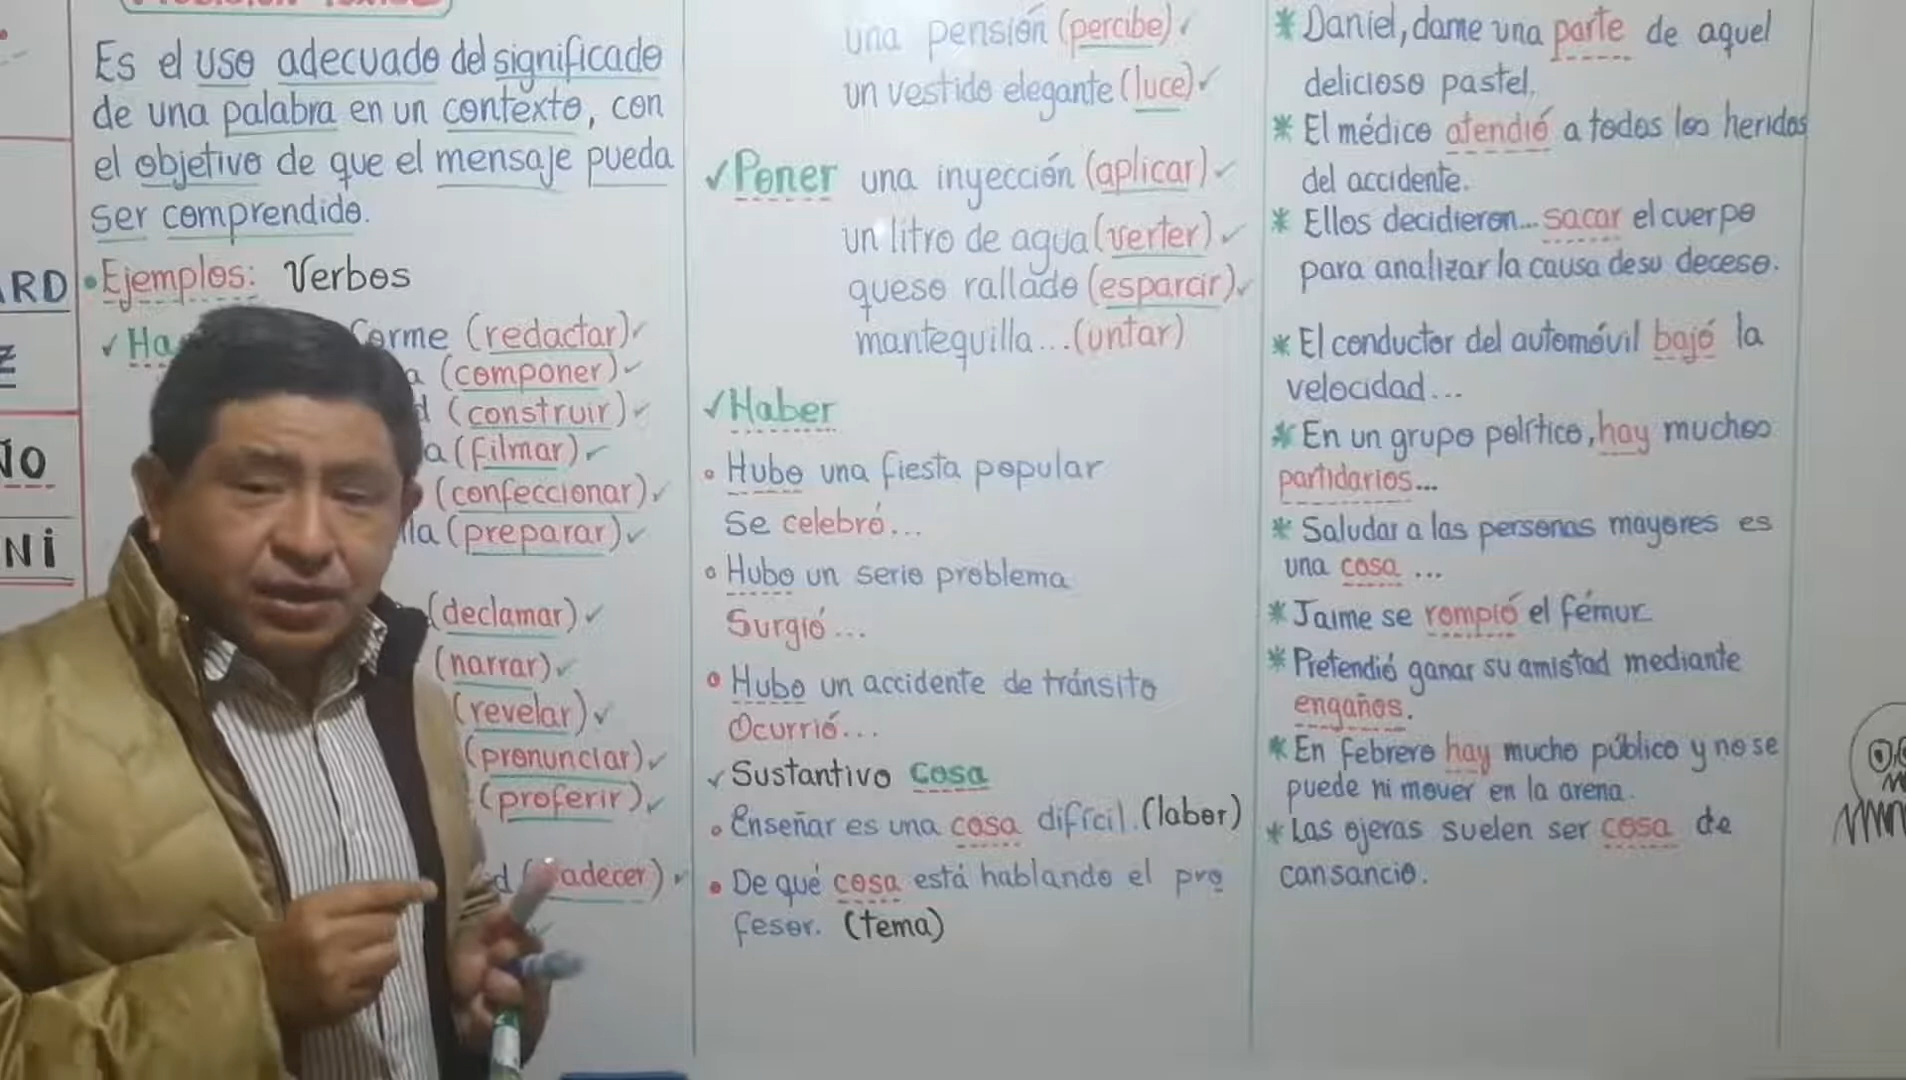 RD
NO
Ni
Es el uso adecuado del significado
de una palabra en un contexto, con
el objetivo de que el mensaje pueda
ser comprendido.
• Ejemplos: Verbos
✓ Ha forme (redactar) ✓
a (componer) ✓
d (construir) ✓
a (filmar) ✓
(confeccionar) ✓
lla (preparar) ✓
(declamar) ✓
(narrar) ✓
(revelar) ✓
(pronunciar) ✓
(proferir) ✓
d ( adecer) ✓
una pensión (percibe) ✓
un vestido elegante (luce) ✓
✓ Poner una inyección (aplicar) ✓
un litro de agua (verter) ✓
queso rallado (esparcir) ✓
mantequilla... (untar)
✓ Haber
• Hubo una fiesta popular
Se celebró...
• Hubo un serio problema
Surgió...
• Hubo un accidente de tránsito
Ocurrió...
✓ Sustantivo Cosa
• Enseñar es una cosa difícil. (labor)
• De qué cosa está hablando el pro
fesor. (tema)
* Daniel, dame una parte de aquel
delicioso pastel.
* El médico atendió a todos los heridos
del accidente.
* Ellos decidieron... sacar el cuerpo
para analizar la causa de su deceso.
* El conductor del automóvil bajó la
velocidad...
* En un grupo político, hay muchos
partidarios...
* Saludar a las personas mayores es
una cosa ...
* Jaime se rompió el fémur
* Pretendió ganar su amistad mediante
engaños.
* En febrero hay mucho público y no se
puede ni mover en la arena.
* Las ojeras suelen ser cosa de
cansancio.